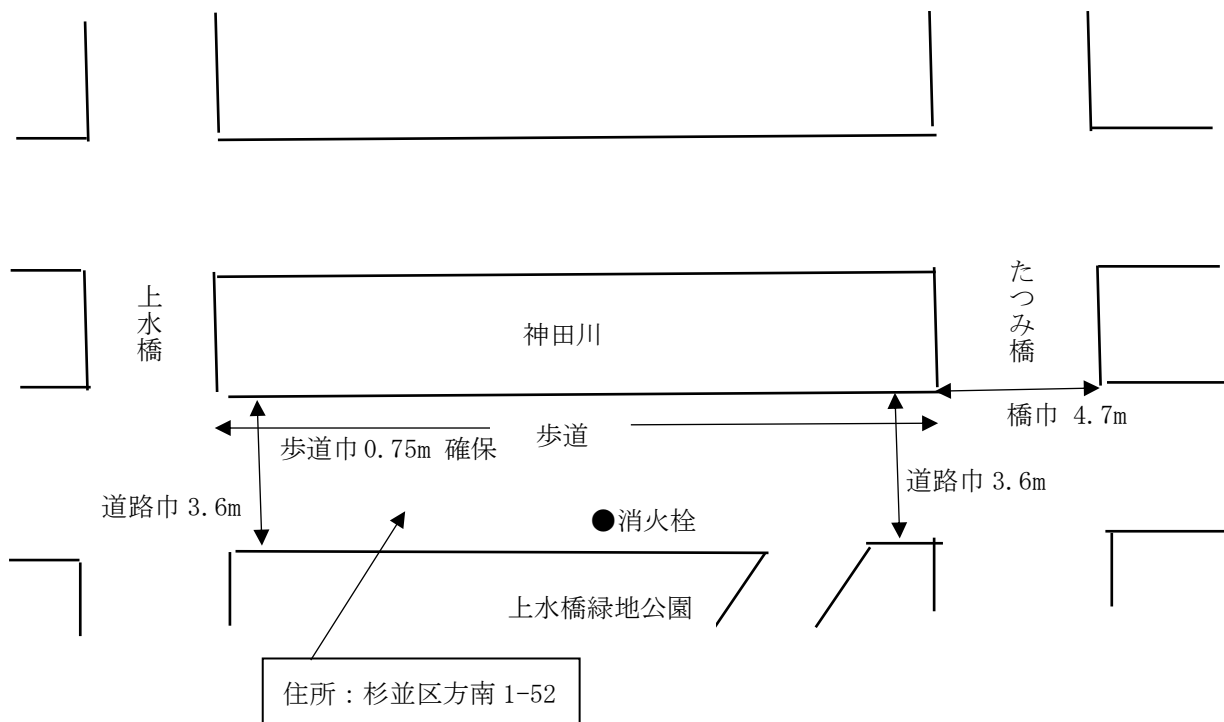 上水橋
神田川
たつみ橋
橋巾 4.7m
歩道
歩道巾0.75m 確保
道路巾 3.6m
道路巾 3.6m
●消火栓
上水橋緑地公園
住所：杉並区方南 1-52